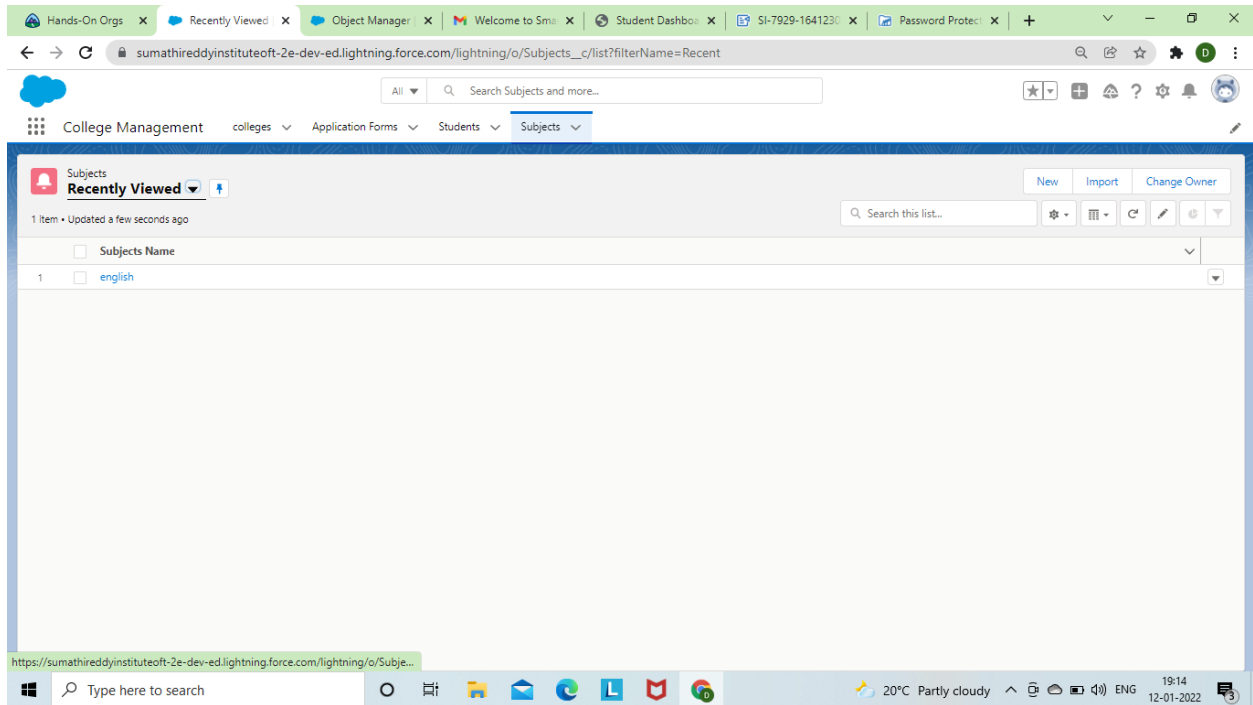 Hands-On Orgs
Recently Viewed
Object Manager
Welcome to Sma
Student Dashboa
SI-7929-1641230
Password Protect
sumathireddyinstituteoft-2e-dev-ed.lightning.force.com/lightning/o/Subjects__c/list?filterName=Recent
D
All
Search Subjects and more...
College Management
colleges
Application Forms
Students
Subjects
Subjects
Recently Viewed
New
Import
Change Owner
1 item • Updated a few seconds ago
Search this list...
Subjects Name
1
english
https://sumathireddyinstituteoft-2e-dev-ed.lightning.force.com/lightning/o/Subje...
Type here to search
L
20°C Partly cloudy
ENG
19:14
12-01-2022
3